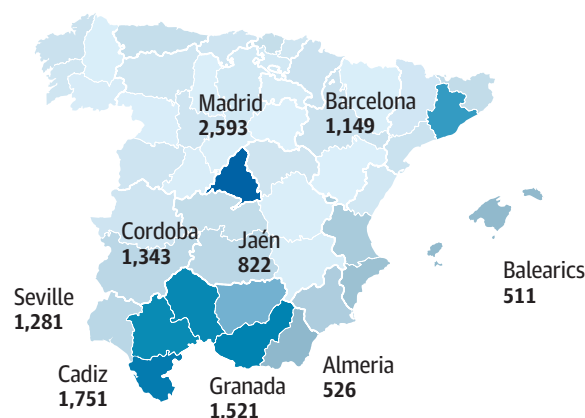 Madrid
2,593
Barcelona
1,149
Cordoba
1,343
Jaén
822
Balearics
511
Seville
1,281
Cadiz
1,751
Granada
1,521
Almeria
526